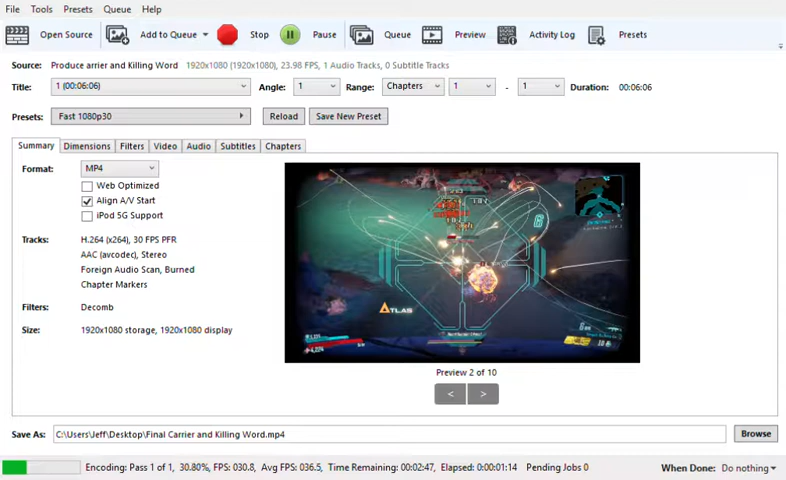 File Tools Presets Queue Help
Open Source Add to Queue Stop Pause Queue Preview Activity Log Presets
Source: Produce arrier and Killing Word 1920x1080 (1920x1080), 23.98 FPS, 1 Audio Tracks, 0 Subtitle Tracks
Title: 1 (00:06:06) Angle: 1 Range: Chapters 1 - 1 Duration: 00:06:06
Presets: Fast 1080p30 Reload Save New Preset
Summary Dimensions Filters Video Audio Subtitles Chapters
Format: MP4
Web Optimized
Align A/V Start
iPod 5G Support
Tracks: H.264 (x264), 30 FPS PFR
AAC (avcodec), Stereo
Foreign Audio Scan, Burned
Chapter Markers
Filters: Decomb
Size: 1920x1080 storage, 1920x1080 display
ATLAS
Preview 2 of 10
< >
Save As: C:\Users\Jeff\Desktop\Final Carrier and Killing Word.mp4 Browse
Encoding: Pass 1 of 1, 30.80%, FPS: 030.8, Avg FPS: 036.5, Time Remaining: 00:02:47, Elapsed: 0:00:01:14 Pending Jobs 0 When Done: Do nothing